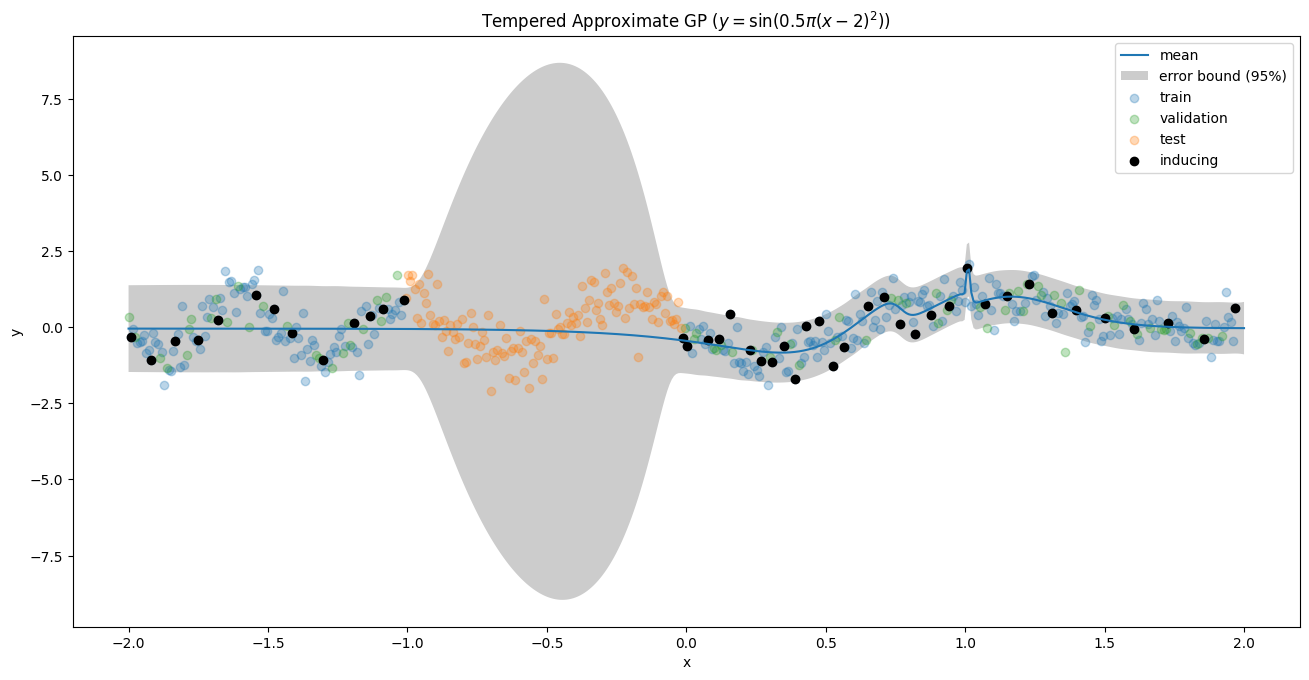 Tempered Approximate GP (y = sin(0.5π(x − 2)²))
mean
error bound (95%)
train
validation
test
inducing
7.5
5.0
2.5
0.0
−2.5
−5.0
−7.5
y
−2.0 −1.5 −1.0 −0.5 0.0 0.5 1.0 1.5 2.0
x